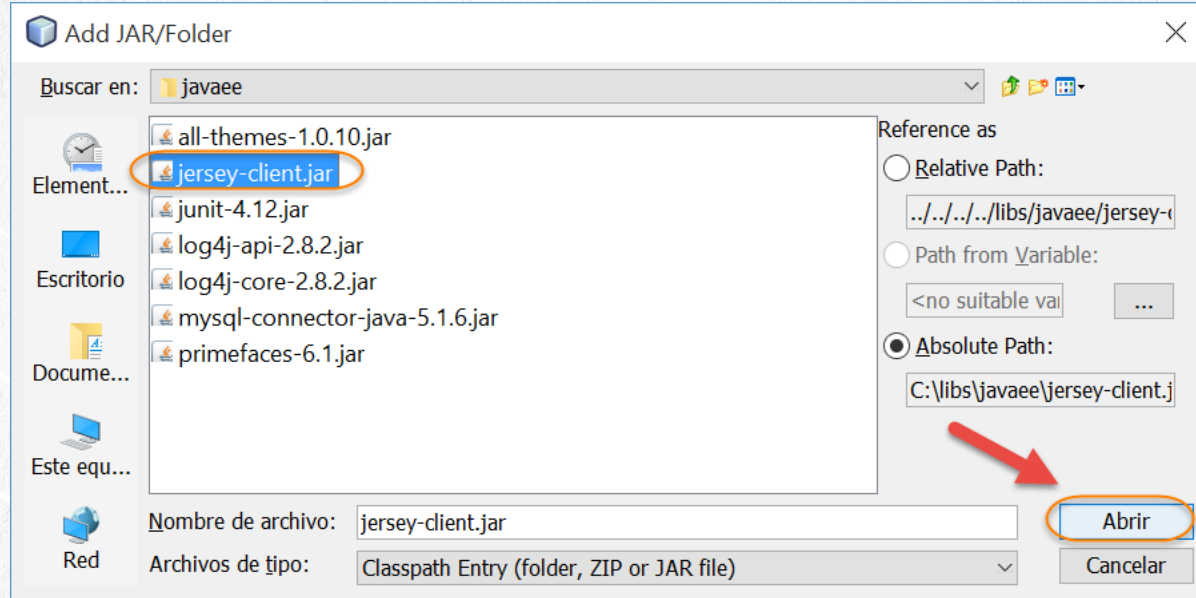 Add JAR/Folder
Buscar en: javaee
Element...
Escritorio
Docume...
Este equ...
Red
all-themes-1.0.10.jar
jersey-client.jar
junit-4.12.jar
log4j-api-2.8.2.jar
log4j-core-2.8.2.jar
mysql-connector-java-5.1.6.jar
primefaces-6.1.jar
Reference as
Relative Path:
../../../../libs/javaee/jersey-c
Path from Variable:
<no suitable vai
...
Absolute Path:
C:\libs\javaee\jersey-client.j
Nombre de archivo: jersey-client.jar
Abrir
Archivos de tipo: Classpath Entry (folder, ZIP or JAR file)
Cancelar